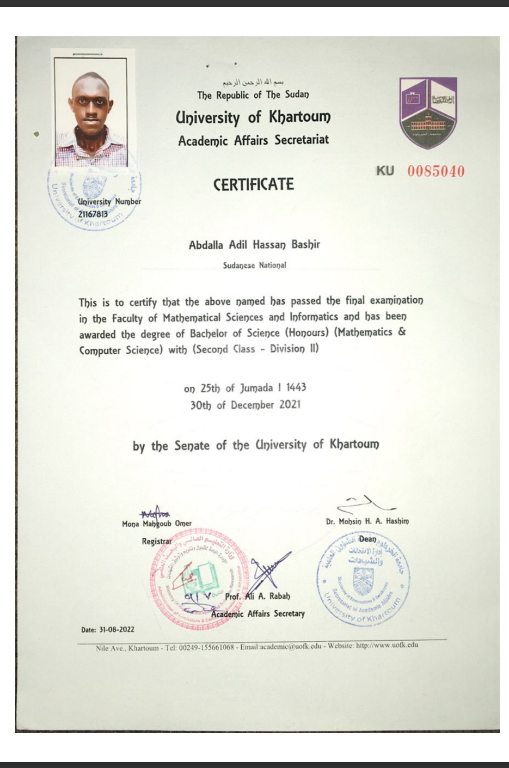 بسم الله الرحمن الرحيم
The Republic of The Sudan
University of Khartoum
Academic Affairs Secretariat
KU 0085040
CERTIFICATE
University Number
21167813
Abdalla Adil Hassan Bashir
Sudanese National
This is to certify that the above named has passed the final examination
in the Faculty of Mathematical Sciences and Informatics and has been
awarded the degree of Bachelor of Science (Honours) (Mathematics &
Computer Science) with (Second Class - Division II)
on 25th of Jumada I 1443
30th of December 2021
by the Senate of the University of Khartoum
Mona Mahgoub Omer
Dr. Mohsin H. A. Hashim
Registrar
Dean
Prof. Ali A. Rabah
Academic Affairs Secretary
University of Khartoum
Date: 31-08-2022
Nile Ave., Khartoum - Tel: 00249-155661068 - Email:academic@uofk.edu - Website: http://www.uofk.edu